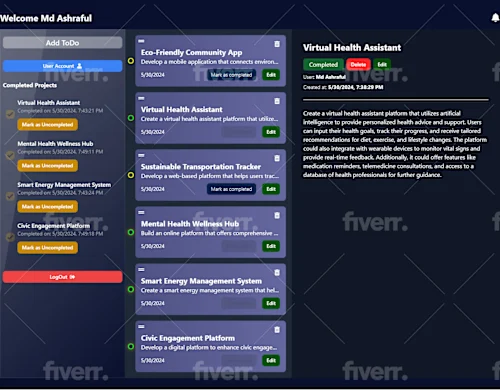 Welcome Md Ashraful
Add ToDo
User Account
Completed Projects
Virtual Health Assistant
Completed on: 5/30/2024, 7:43:21 PM
Mark as Uncompleted
Mental Health Wellness Hub
Completed on: 5/30/2024, 7:49:11 PM
Mark as Uncompleted
Smart Energy Management System
Completed on: 5/30/2024, 7:43:24 PM
Mark as Uncompleted
Civic Engagement Platform
Completed on: 5/30/2024, 7:49:18 PM
Mark as Uncompleted
LogOut
Eco-Friendly Community App
Develop a mobile application that connects environ...
5/30/2024 Mark as completed Edit
Virtual Health Assistant
Create a virtual health assistant platform that utilize...
5/30/2024 Edit
Sustainable Transportation Tracker
Develop a web-based platform that helps users trac...
5/30/2024 Mark as completed Edit
Mental Health Wellness Hub
Build an online platform that offers comprehensive ...
5/30/2024 Edit
Smart Energy Management System
Create a smart energy management system that hel...
5/30/2024 Edit
Civic Engagement Platform
Develop a digital platform to enhance civic engage...
5/30/2024 Edit
Virtual Health Assistant
Completed Delete Edit
User: Md Ashraful
Created at: 5/30/2024, 7:38:29 PM
Create a virtual health assistant platform that utilizes artificial
intelligence to provide personalized health advice and support. Users
can input their health goals, track their progress, and receive tailored
recommendations for diet, exercise, and lifestyle changes. The platform
could also integrate with wearable devices to monitor vital signs and
provide real-time feedback. Additionally, it could offer features like
medication reminders, telemedicine consultations, and access to a
database of health professionals for further guidance.
fiverr.
fiverr.
fiverr.
fiverr.
fiverr.
fiverr.
fiverr.
fiverr.
fiverr.